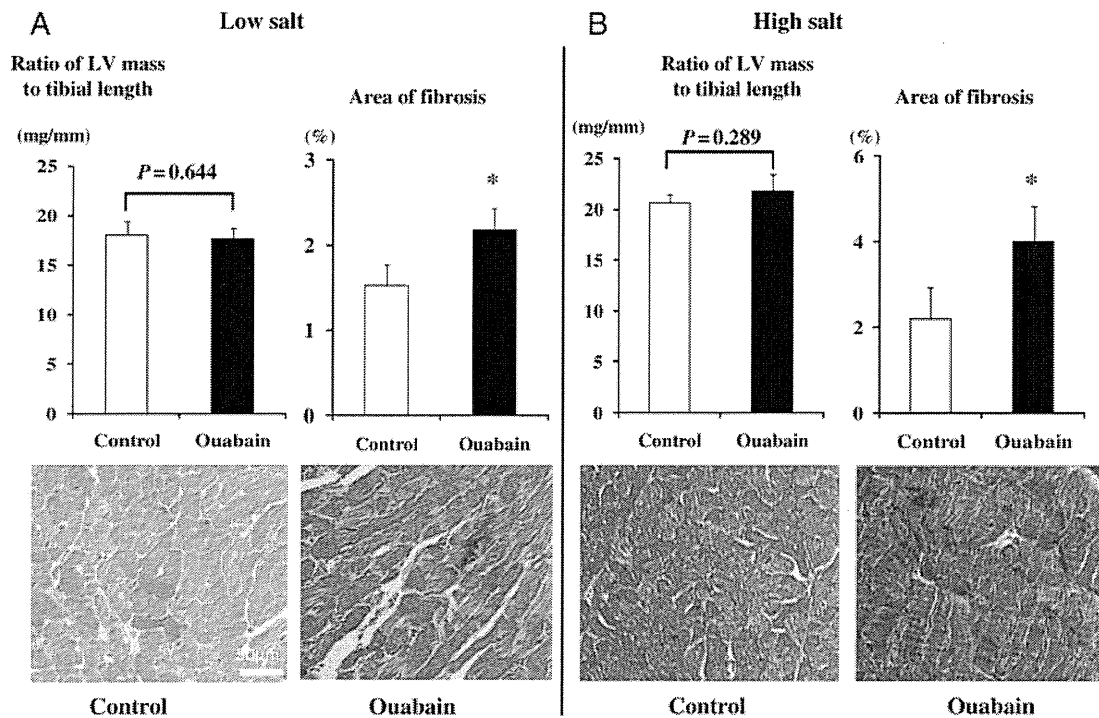 A
Low salt
Ratio of LV mass
to tibial length
(mg/mm)
25
20
15
10
5
0
P = 0.644
Control
Ouabain
Area of fibrosis
(%)
3
2
1
0
*
Control
Ouabain
Control
Ouabain
B
High salt
Ratio of LV mass
to tibial length
(mg/mm)
25
20
15
10
5
0
P = 0.289
Control
Ouabain
Area of fibrosis
(%)
6
4
2
0
*
Control
Ouabain
Control
Ouabain